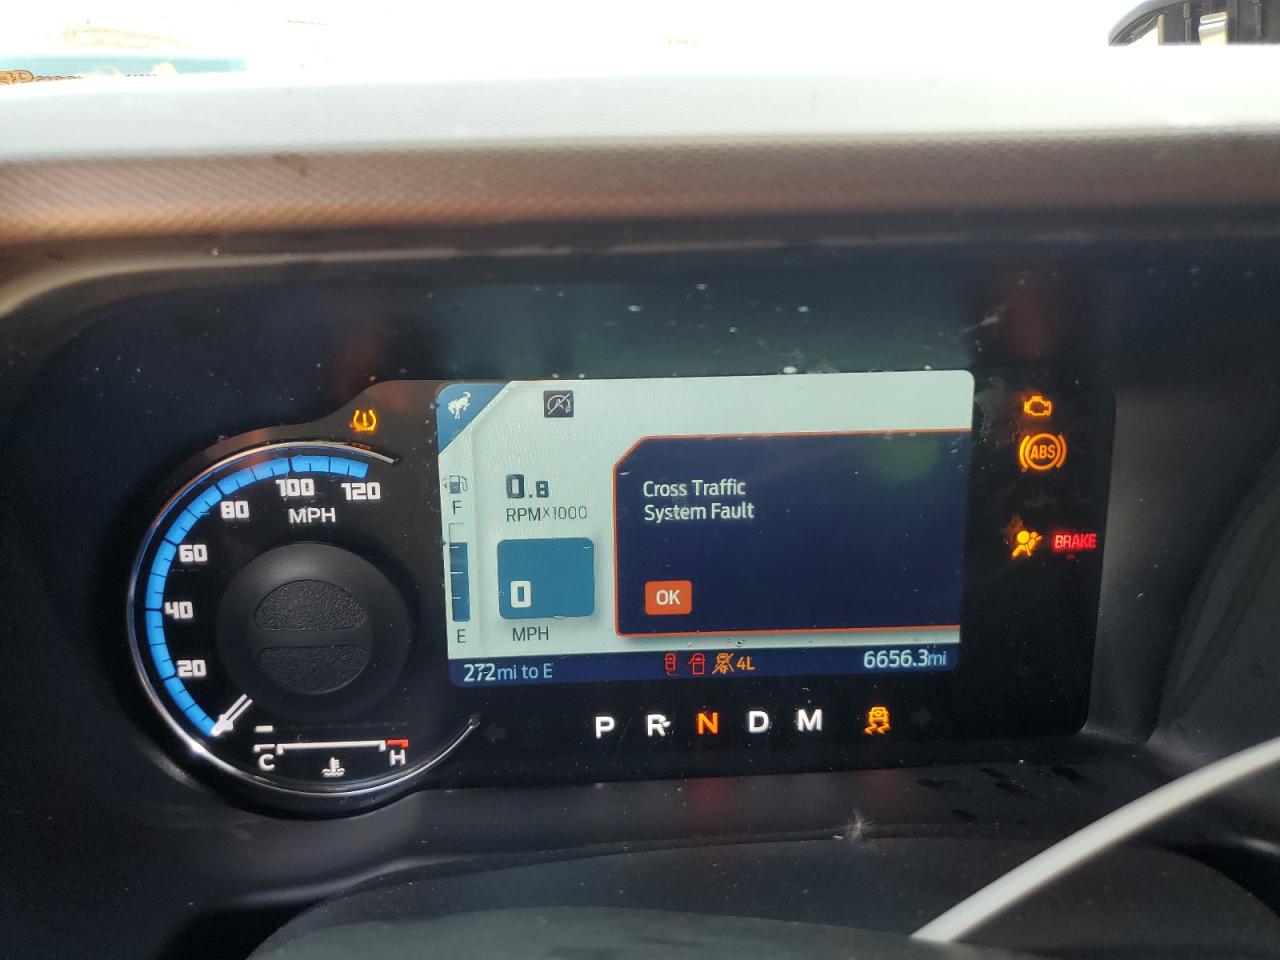 ABS
BRAKE
120
100
80
60
40
20
MPH
C
H
F
E
0.8
RPMX1000
0
MPH
Cross Traffic
System Fault
OK
272mi to E
4L
6656.3mi
P R N D M